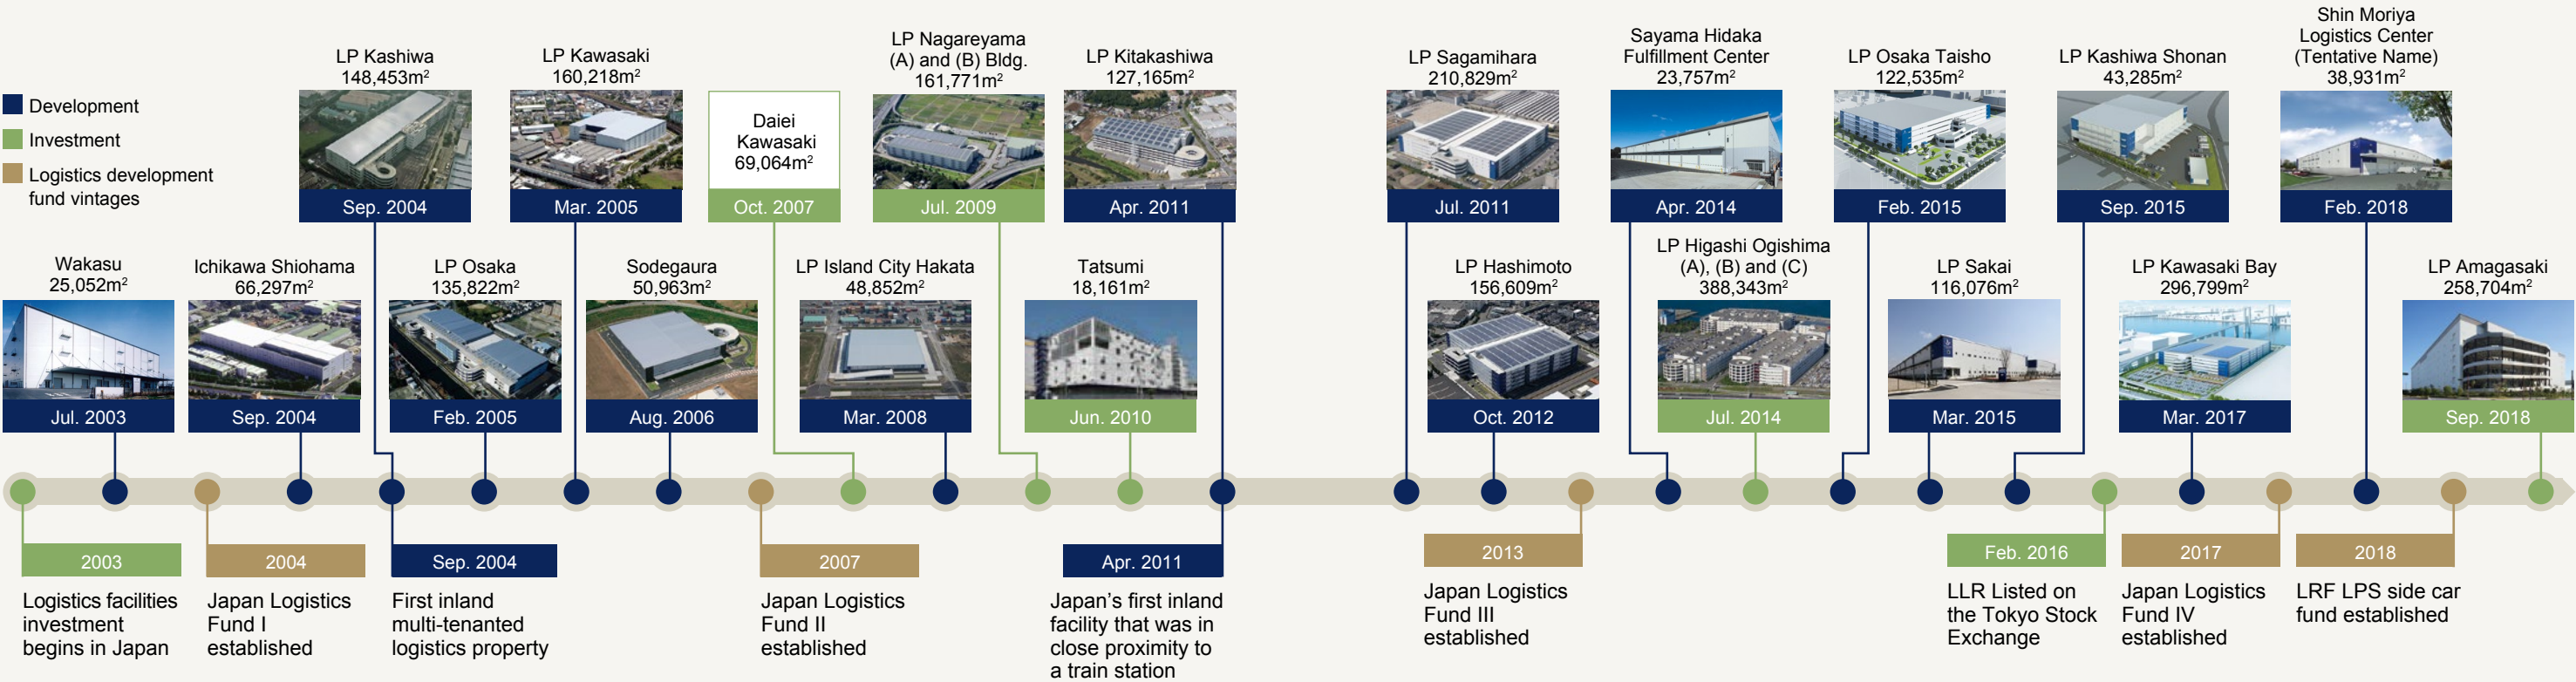 Development
Investment
Logistics development
fund vintages
LP Kashiwa
148,453m²
Sep. 2004
LP Kawasaki
160,218m²
Mar. 2005
Daiei
Kawasaki
69,064m²
Oct. 2007
LP Nagareyama
(A) and (B) Bldg.
161,771m²
Jul. 2009
LP Kitakashiwa
127,165m²
Apr. 2011
LP Sagamihara
210,829m²
Jul. 2011
Sayama Hidaka
Fulfillment Center
23,757m²
Apr. 2014
LP Osaka Taisho
122,535m²
Feb. 2015
LP Kashiwa Shonan
43,285m²
Sep. 2015
Shin Moriya
Logistics Center
(Tentative Name)
38,931m²
Feb. 2018
Wakasu
25,052m²
Jul. 2003
Ichikawa Shiohama
66,297m²
Sep. 2004
LP Osaka
135,822m²
Feb. 2005
Sodegaura
50,963m²
Aug. 2006
LP Island City Hakata
48,852m²
Mar. 2008
Tatsumi
18,161m²
Jun. 2010
LP Hashimoto
156,609m²
Oct. 2012
LP Higashi Ogishima
(A), (B) and (C)
388,343m²
Jul. 2014
LP Sakai
116,076m²
Mar. 2015
LP Kawasaki Bay
296,799m²
Mar. 2017
LP Amagasaki
258,704m²
Sep. 2018
2003
Logistics facilities
investment
begins in Japan
2004
Japan Logistics
Fund I
established
Sep. 2004
First inland
multi-tenanted
logistics property
2007
Japan Logistics
Fund II
established
Apr. 2011
Japan’s first inland
facility that was in
close proximity to
a train station
2013
Japan Logistics
Fund III
established
Feb. 2016
LLR Listed on
the Tokyo Stock
Exchange
2017
Japan Logistics
Fund IV
established
2018
LRF LPS side car
fund established